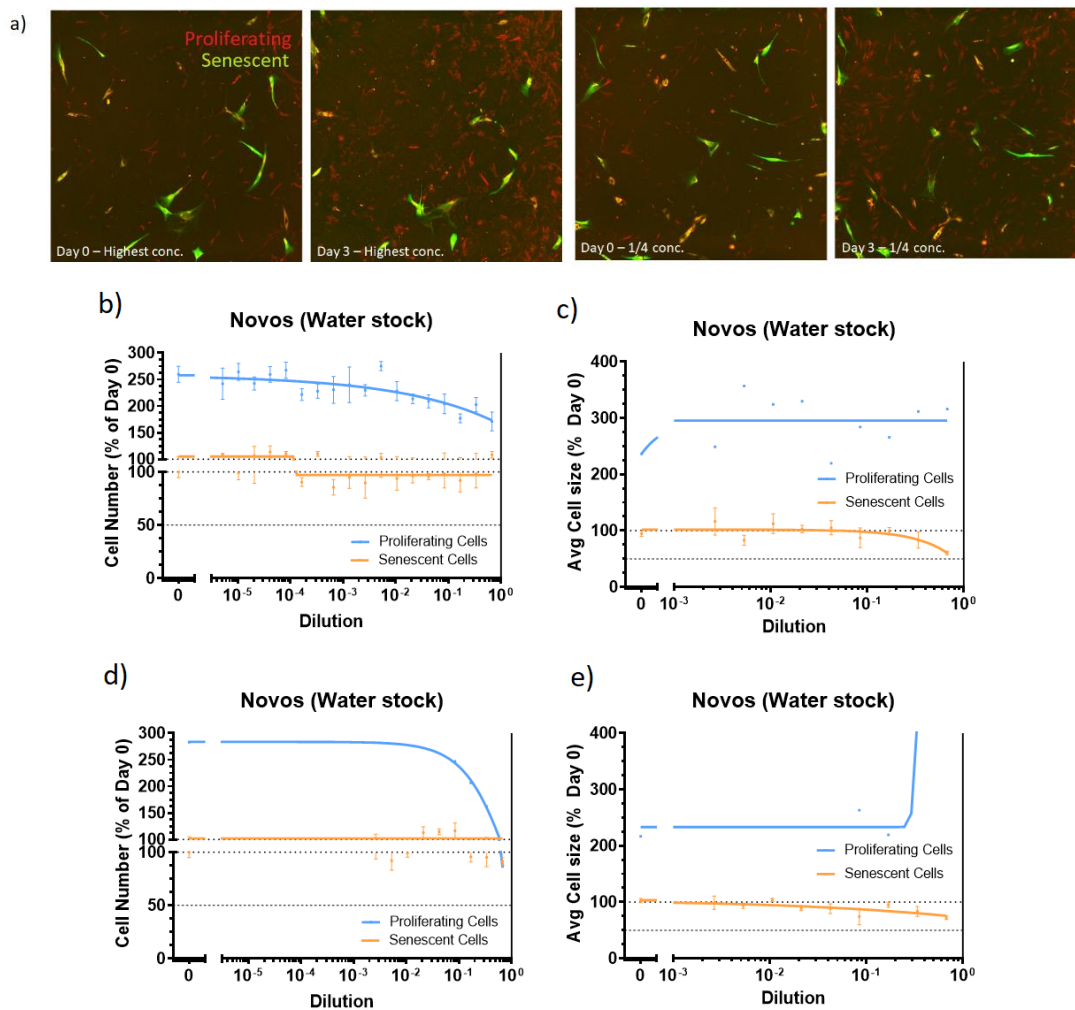 a)
Proliferating
Senescent
Day 0 – Highest conc.
Day 3 – Highest conc.
Day 0 – 1/4 conc.
Day 3 – 1/4 conc.
b)
Novos (Water stock)
Cell Number (% of Day 0)
300
250
200
150
100
100
50
0
Proliferating Cells
Senescent Cells
0
10⁻⁵
10⁻⁴
10⁻³
10⁻²
10⁻¹
10⁰
Dilution
c)
Novos (Water stock)
Avg Cell size (% Day 0)
400
300
200
100
0
Proliferating Cells
Senescent Cells
0
10⁻³
10⁻²
10⁻¹
10⁰
Dilution
d)
Novos (Water stock)
Cell Number (% of Day 0)
300
250
200
150
100
100
50
0
Proliferating Cells
Senescent Cells
0
10⁻⁵
10⁻⁴
10⁻³
10⁻²
10⁻¹
10⁰
Dilution
e)
Novos (Water stock)
Avg Cell size (% Day 0)
400
300
200
100
0
Proliferating Cells
Senescent Cells
0
10⁻³
10⁻²
10⁻¹
10⁰
Dilution